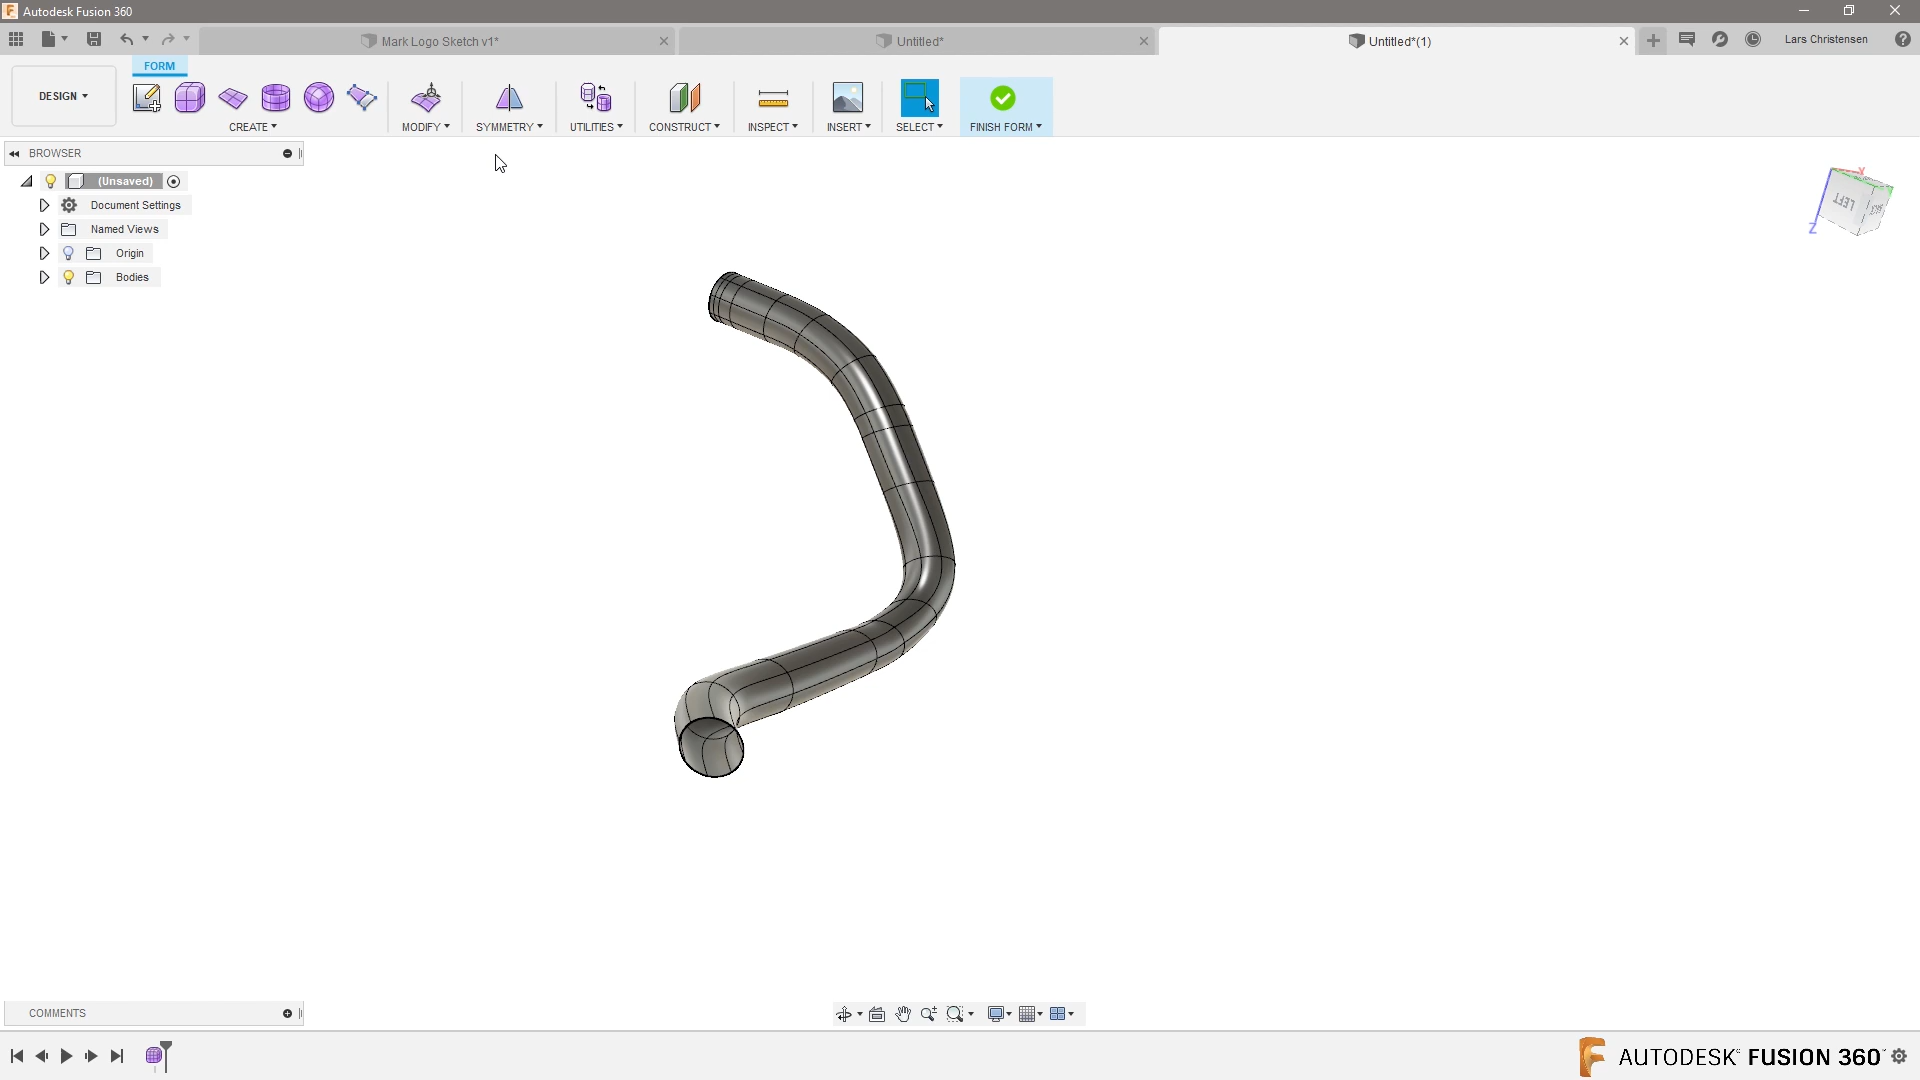 Autodesk Fusion 360
Mark Logo Sketch v1*
Untitled*
Untitled*(1)
Lars Christensen
FORM
DESIGN
CREATE
MODIFY
SYMMETRY
UTILITIES
CONSTRUCT
INSPECT
INSERT
SELECT
FINISH FORM
BROWSER
(Unsaved)
Document Settings
Named Views
Origin
Bodies
LEFT
X
Z
COMMENTS
AUTODESK FUSION 360